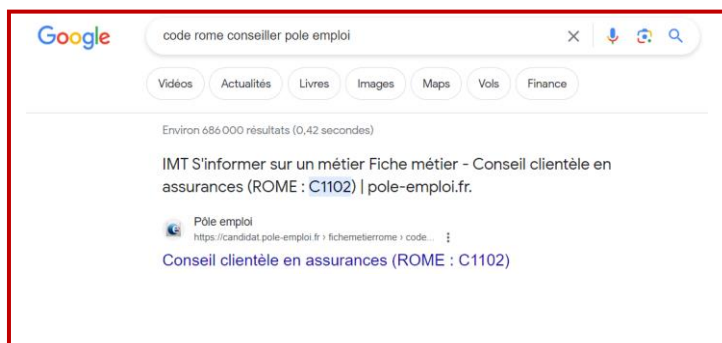 Google
code rome conseiller pole emploi
Vidéos
Actualités
Livres
Images
Maps
Vols
Finance
Environ 686 000 résultats (0,42 secondes)
IMT S'informer sur un métier Fiche métier - Conseil clientèle en
assurances (ROME : C1102) | pole-emploi.fr.
Pôle emploi
https://candidat.pole-emploi.fr › fichemetierrome › code...
Conseil clientèle en assurances (ROME : C1102)